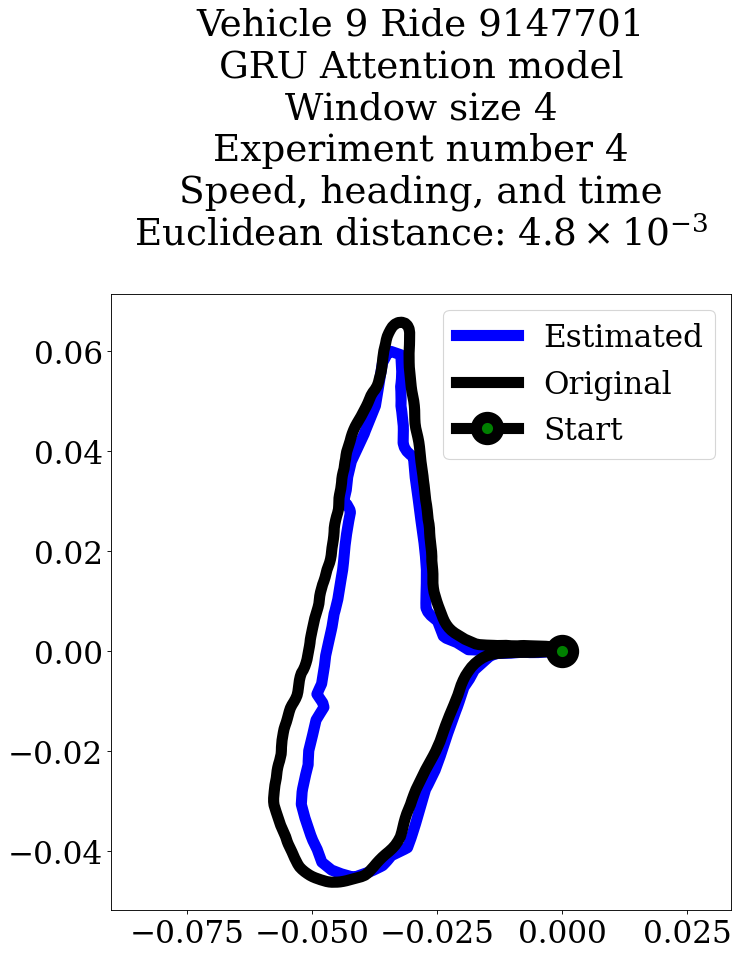 Vehicle 9 Ride 9147701
GRU Attention model
Window size 4
Experiment number 4
Speed, heading, and time
Euclidean distance: 4.8 × 10⁻³
Estimated
Original
Start
0.06
0.04
0.02
0.00
−0.02
−0.04
−0.075 −0.050 −0.025 0.000 0.025